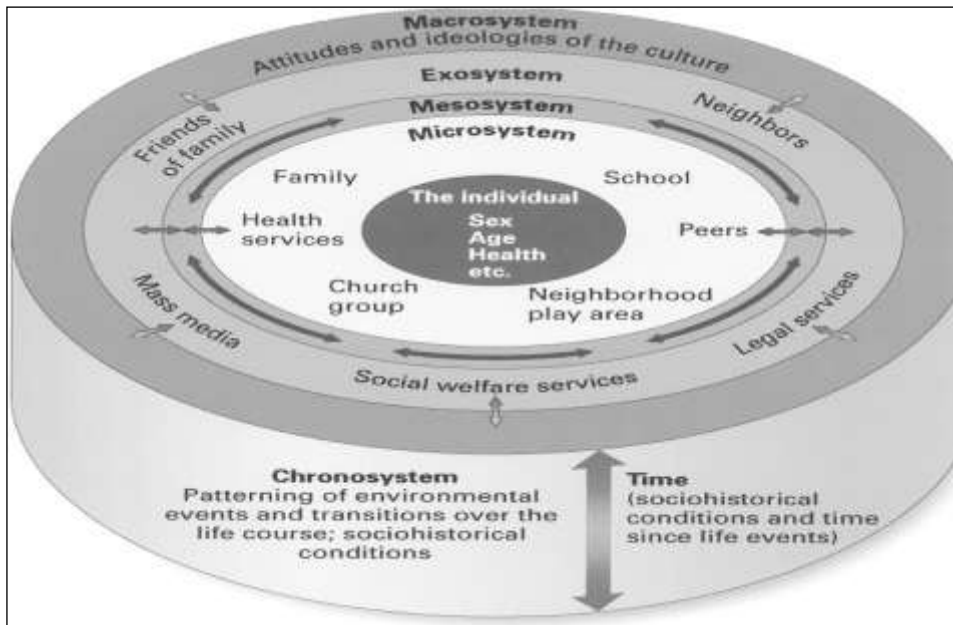 Macrosystem
Attitudes and ideologies of the culture
Exosystem
Mesosystem
Microsystem
Friends
of family
Neighbors
Family
School
The Individual
Sex
Age
Health
etc.
Health
services
Peers
Church
group
Neighborhood
play area
Mass media
Legal services
Social welfare services
Chronosystem
Patterning of environmental
events and transitions over the
life course; sociohistorical
conditions
Time
(sociohistorical
conditions and time
since life events)